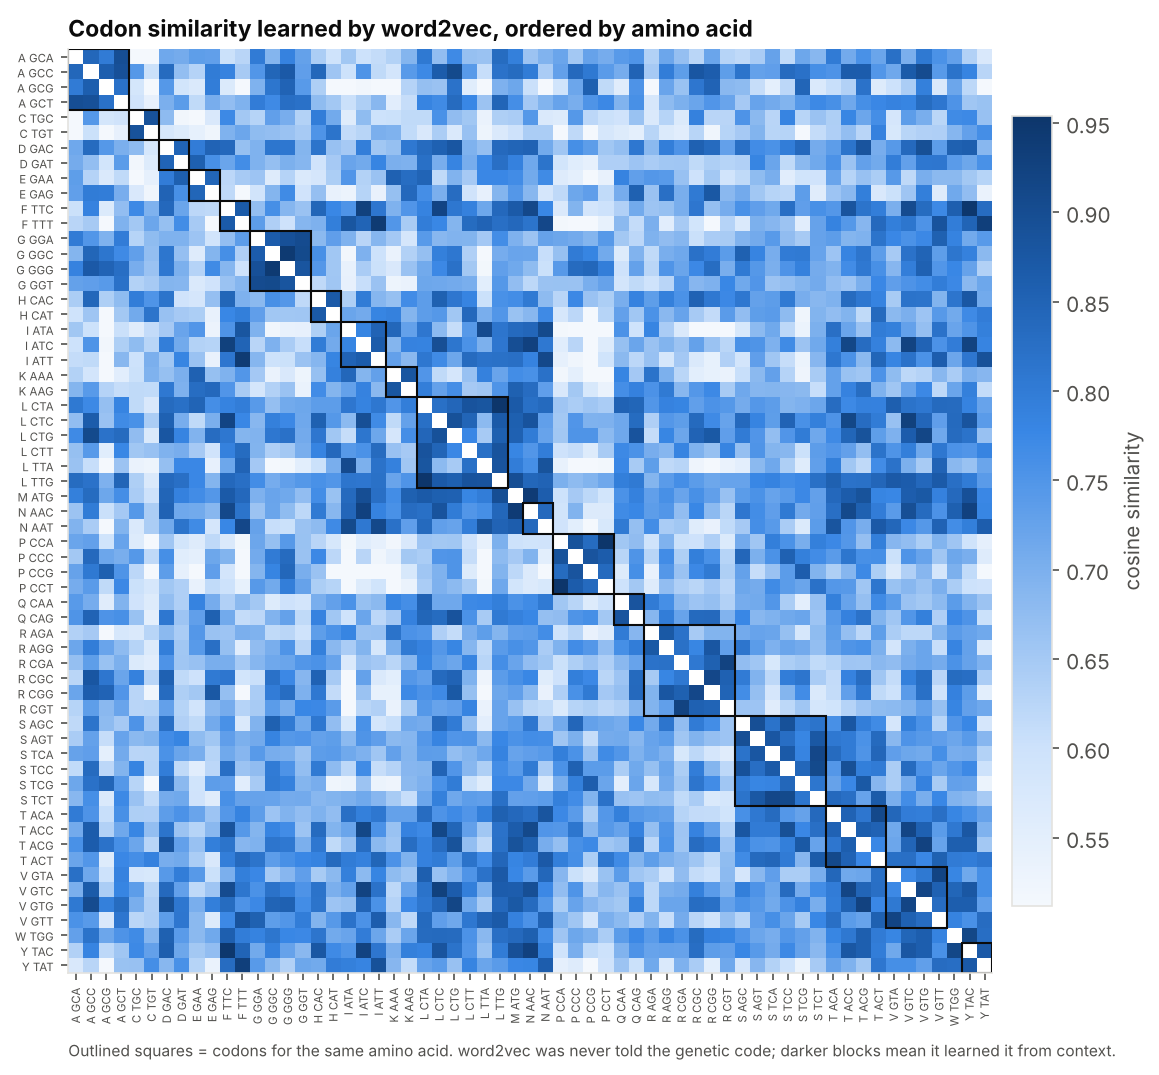 Codon similarity learned by word2vec, ordered by amino acid
A GCA
A GCC
A GCG
A GCT
C TGC
C TGT
D GAC
D GAT
E GAA
E GAG
F TTC
F TTT
G GGA
G GGC
G GGG
G GGT
H CAC
H CAT
I ATA
I ATC
I ATT
K AAA
K AAG
L CTA
L CTC
L CTG
L CTT
L TTA
L TTG
M ATG
N AAC
N AAT
P CCA
P CCC
P CCG
P CCT
Q CAA
Q CAG
R AGA
R AGG
R CGA
R CGC
R CGG
R CGT
S AGC
S AGT
S TCA
S TCC
S TCG
S TCT
T ACA
T ACC
T ACG
T ACT
V GTA
V GTC
V GTG
V GTT
W TGG
Y TAC
Y TAT
A GCA
A GCC
A GCG
A GCT
C TGC
C TGT
D GAC
D GAT
E GAA
E GAG
F TTC
F TTT
G GGA
G GGC
G GGG
G GGT
H CAC
H CAT
I ATA
I ATC
I ATT
K AAA
K AAG
L CTA
L CTC
L CTG
L CTT
L TTA
L TTG
M ATG
N AAC
N AAT
P CCA
P CCC
P CCG
P CCT
Q CAA
Q CAG
R AGA
R AGG
R CGA
R CGC
R CGG
R CGT
S AGC
S AGT
S TCA
S TCC
S TCG
S TCT
T ACA
T ACC
T ACG
T ACT
V GTA
V GTC
V GTG
V GTT
W TGG
Y TAC
Y TAT
0.95
0.90
0.85
0.80
0.75
0.70
0.65
0.60
0.55
cosine similarity
Outlined squares = codons for the same amino acid. word2vec was never told the genetic code; darker blocks mean it learned it from context.